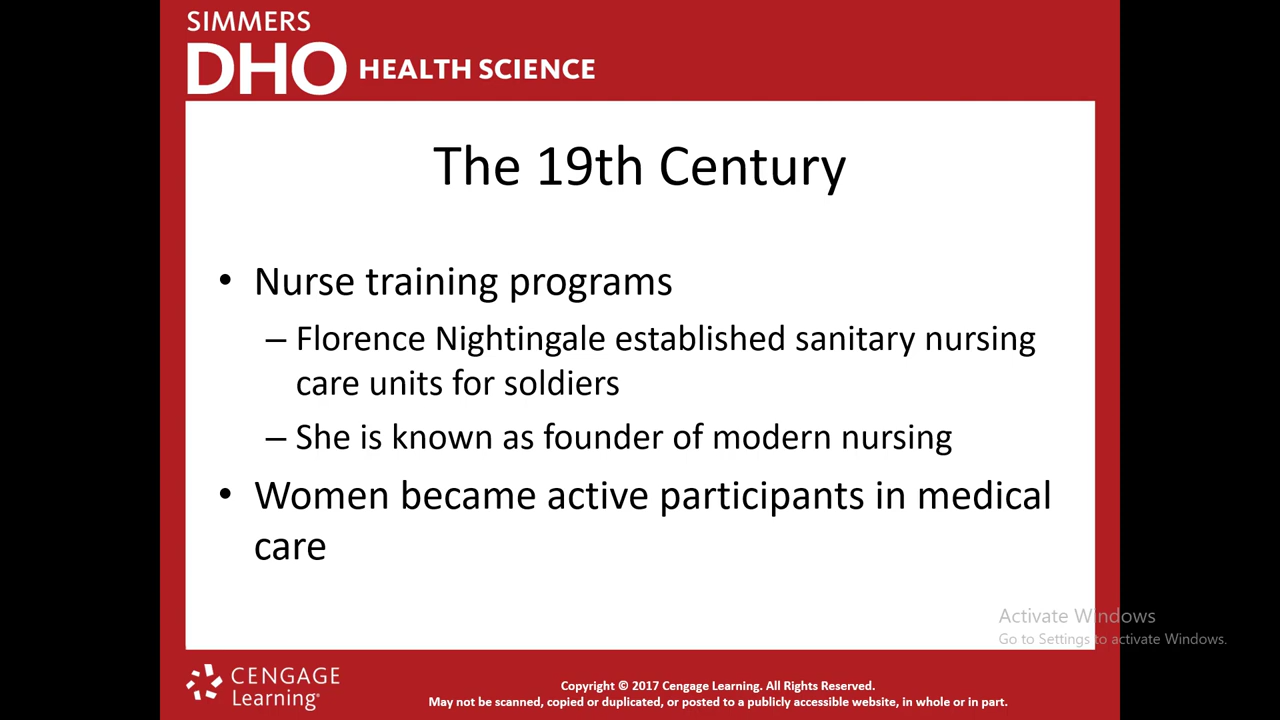 SIMMERS
DHO HEALTH SCIENCE
The 19th Century
• Nurse training programs
– Florence Nightingale established sanitary nursing
care units for soldiers
– She is known as founder of modern nursing
• Women became active participants in medical
care
Activate Windows
Go to Settings to activate Windows.
CENGAGE
Learning®
Copyright © 2017 Cengage Learning. All Rights Reserved.
May not be scanned, copied or duplicated, or posted to a publicly accessible website, in whole or in part.